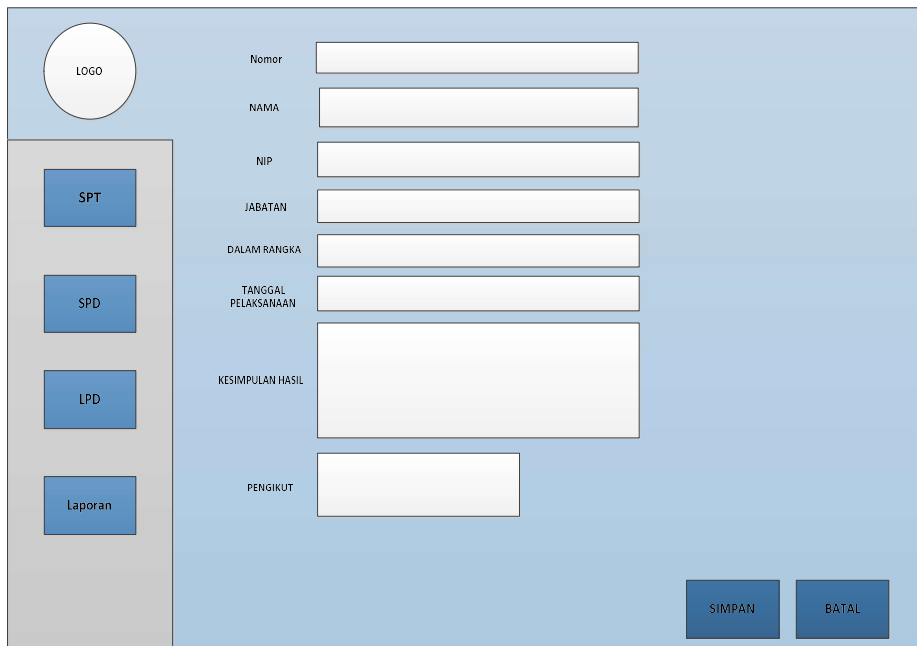 LOGO
SPT
SPD
LPD
Laporan
Nomor
NAMA
NIP
JABATAN
DALAM RANGKA
TANGGAL
PELAKSANAAN
KESIMPULAN HASIL
PENGIKUT
SIMPAN
BATAL